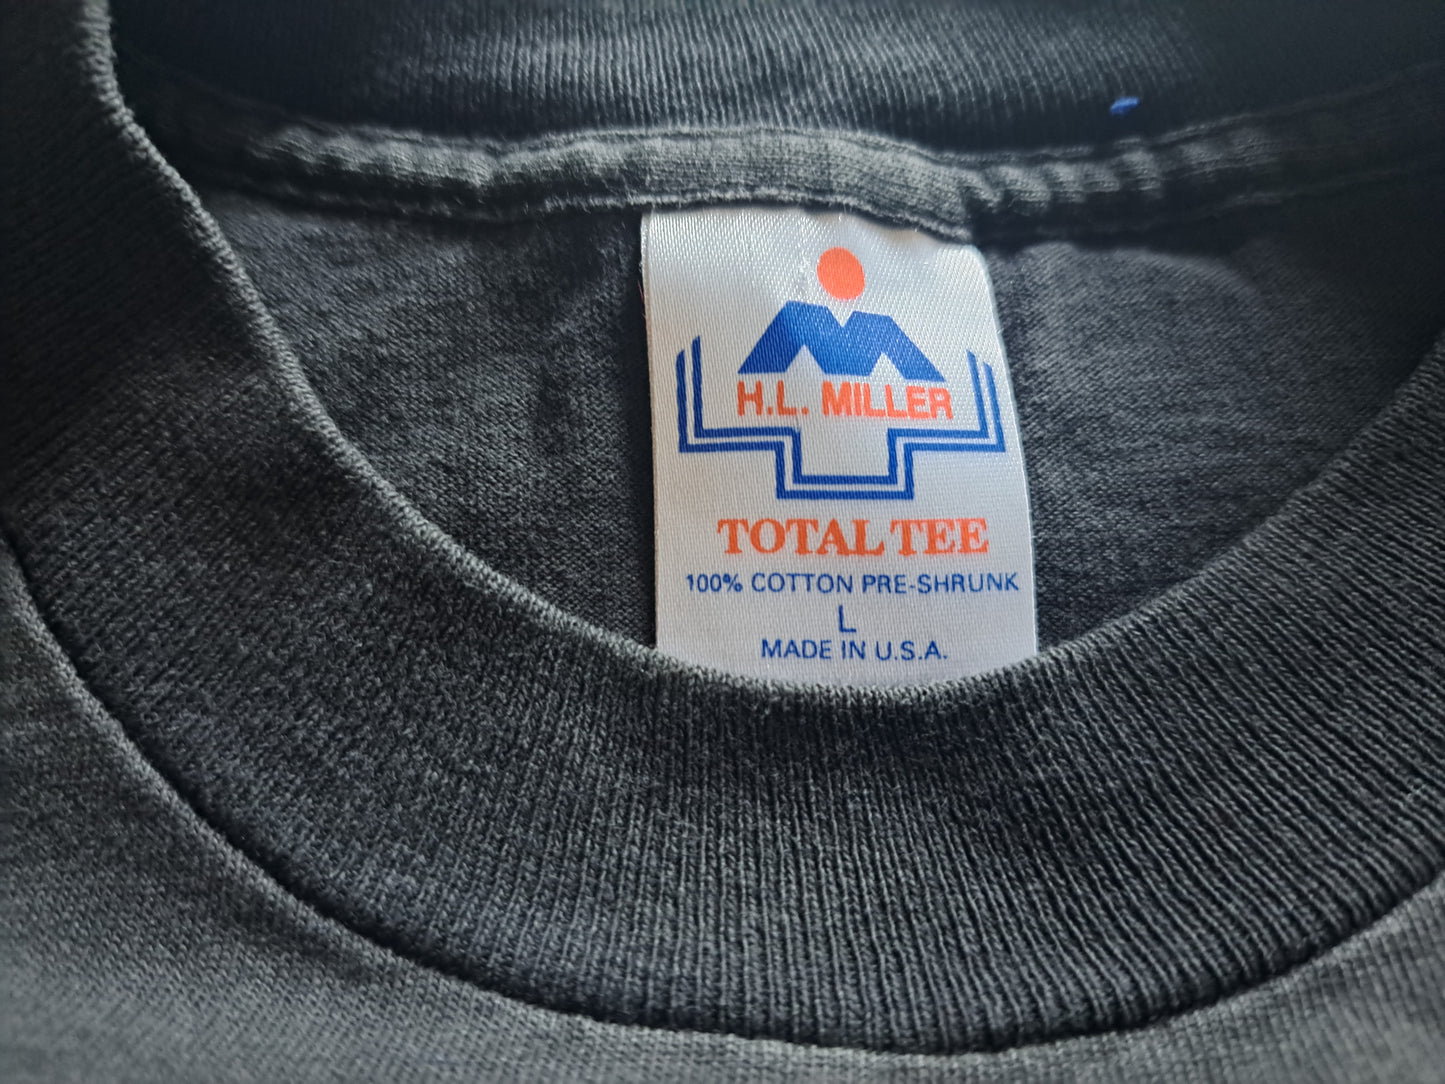 H.L. MILLER
TOTAL TEE
100% COTTON PRE-SHRUNK
L
MADE IN U.S.A.